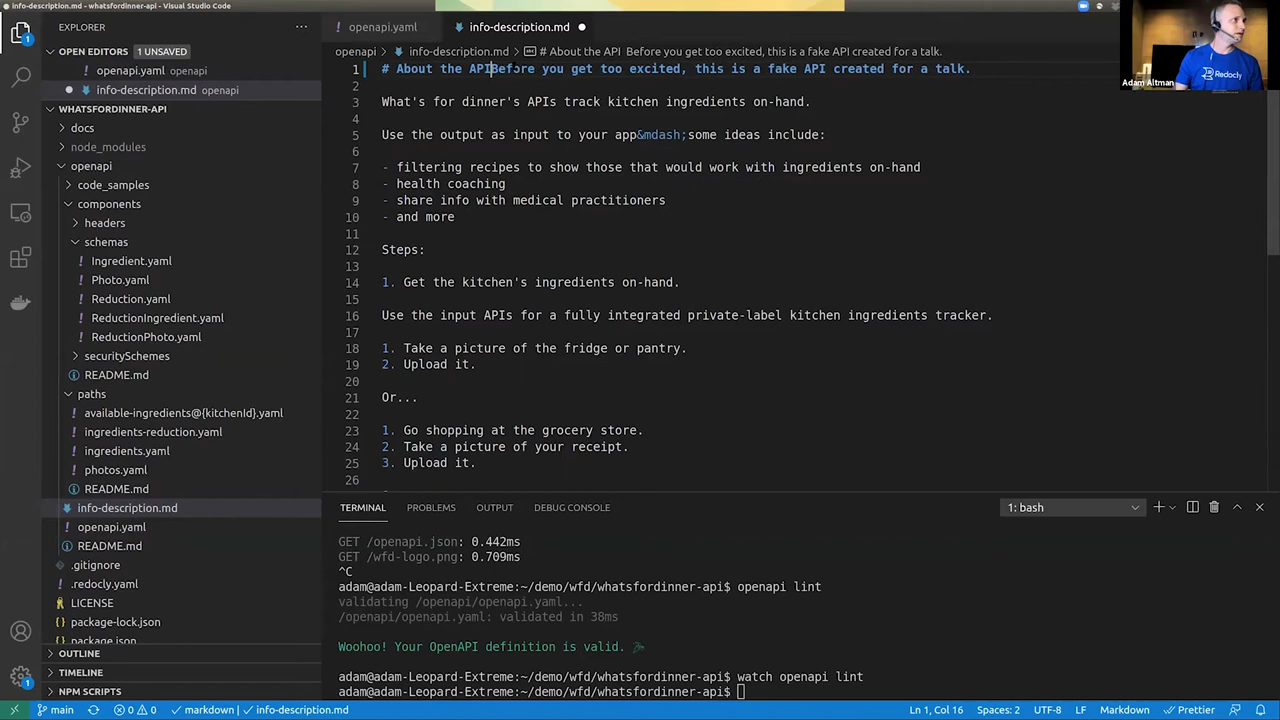 info-description.md - whatsfordinner-api - Visual Studio Code
EXPLORER
OPEN EDITORS 1 UNSAVED
openapi.yaml openapi
info-description.md openapi
WHATSFORDINNER-API
docs
node_modules
openapi
code_samples
components
headers
schemas
Ingredient.yaml
Photo.yaml
Reduction.yaml
ReductionIngredient.yaml
ReductionPhoto.yaml
securitySchemes
README.md
paths
available-ingredients@{kitchenId}.yaml
ingredients-reduction.yaml
ingredients.yaml
photos.yaml
README.md
info-description.md
openapi.yaml
README.md
.gitignore
.redocly.yaml
LICENSE
package-lock.json
package.json
OUTLINE
TIMELINE
NPM SCRIPTS
openapi.yaml
info-description.md
openapi > info-description.md > # About the API Before you get too excited, this is a fake API created for a talk.
1 # About the APIBefore you get too excited, this is a fake API created for a talk.
2
3 What's for dinner's APIs track kitchen ingredients on-hand.
4
5 Use the output as input to your app&mdash;some ideas include:
6
7 - filtering recipes to show those that would work with ingredients on-hand
8 - health coaching
9 - share info with medical practitioners
10 - and more
11
12 Steps:
13
14 1. Get the kitchen's ingredients on-hand.
15
16 Use the input APIs for a fully integrated private-label kitchen ingredients tracker.
17
18 1. Take a picture of the fridge or pantry.
19 2. Upload it.
20
21 Or...
22
23 1. Go shopping at the grocery store.
24 2. Take a picture of your receipt.
25 3. Upload it.
26
TERMINAL PROBLEMS OUTPUT DEBUG CONSOLE 1: bash
GET /openapi.json: 0.442ms
GET /wfd-logo.png: 0.709ms
^C
adam@adam-Leopard-Extreme:~/demo/wfd/whatsfordinner-api$ openapi lint
validating /openapi/openapi.yaml...
/openapi/openapi.yaml: validated in 38ms
Woohoo! Your OpenAPI definition is valid.
adam@adam-Leopard-Extreme:~/demo/wfd/whatsfordinner-api$ watch openapi lint
adam@adam-Leopard-Extreme:~/demo/wfd/whatsfordinner-api$
main 0 0 markdown | info-description.md Ln 1, Col 16 Spaces: 2 UTF-8 LF Markdown Prettier
Redocly
Adam Altman
1
1